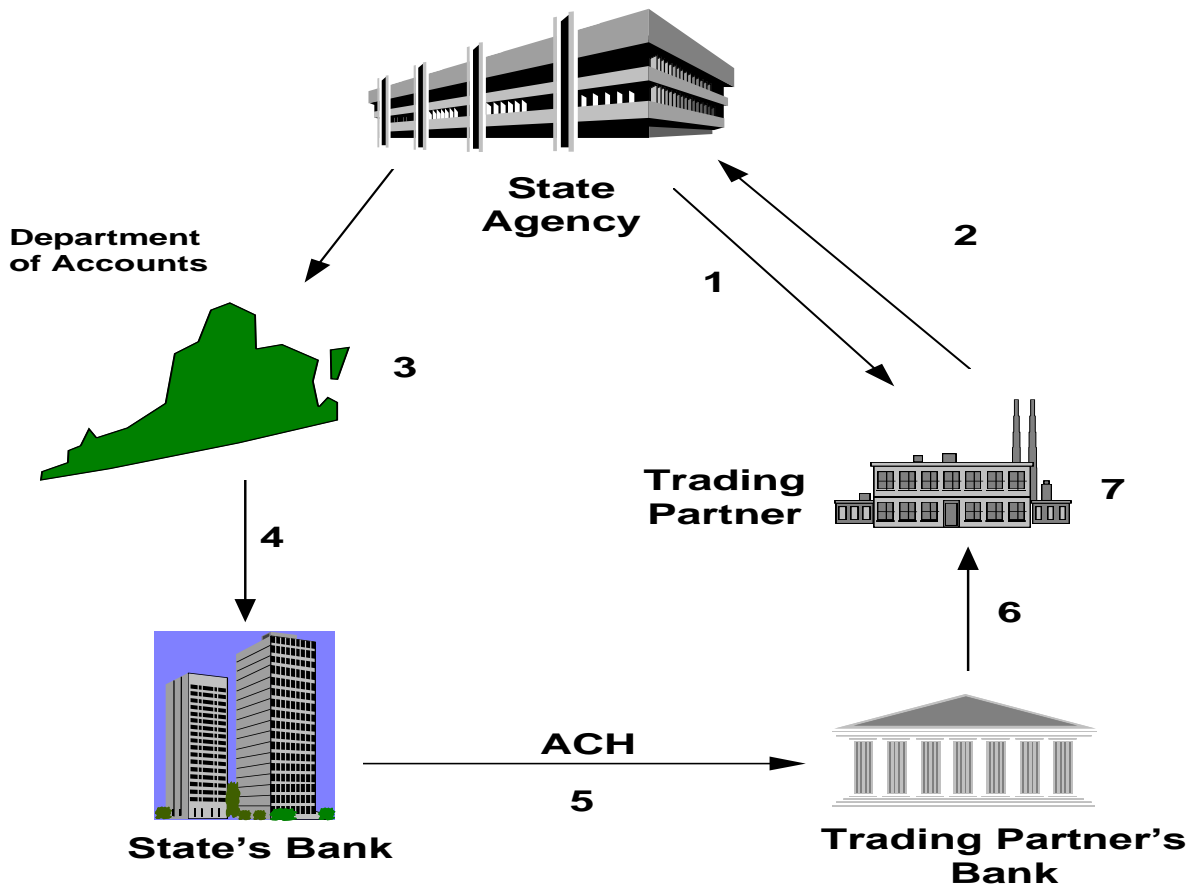 State
Agency
Department
of Accounts
2
1
3
Trading
Partner
7
4
6
ACH
5
State’s Bank
Trading Partner’s
Bank